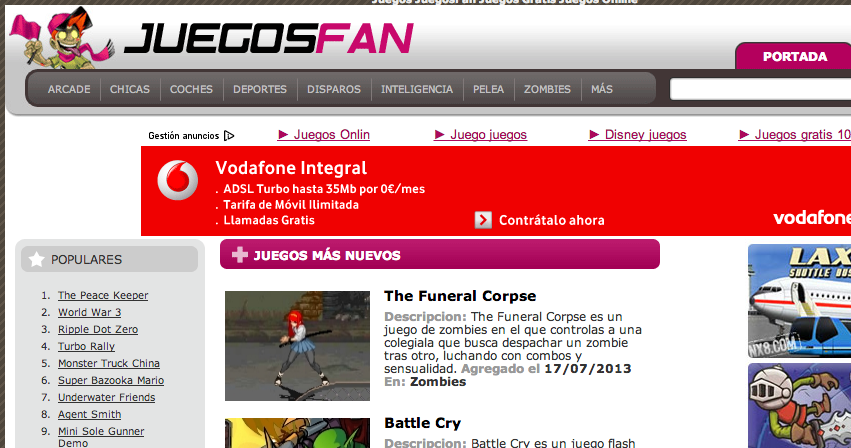 Juegos JuegosFan Juegos Gratis Juegos Online
JUEGOSFAN
PORTADA
ARCADE CHICAS COCHES DEPORTES DISPAROS INTELIGENCIA PELEA ZOMBIES MÁS
Gestión anuncios
► Juegos Onlin ► Juego juegos ► Disney juegos ► Juegos gratis 10
Vodafone Integral
. ADSL Turbo hasta 35Mb por 0€/mes
. Tarifa de Móvil Ilimitada
. Llamadas Gratis
Contrátalo ahora
vodafone
POPULARES
1. The Peace Keeper
2. World War 3
3. Ripple Dot Zero
4. Turbo Rally
5. Monster Truck China
6. Super Bazooka Mario
7. Underwater Friends
8. Agent Smith
9. Mini Sole Gunner
Demo
JUEGOS MÁS NUEVOS
The Funeral Corpse
Descripcion: The Funeral Corpse es un
juego de zombies en el que controlas a una
colegiala que busca despachar un zombie
tras otro, luchando con combos y
sensualidad. Agregado el 17/07/2013
En: Zombies
Battle Cry
Descripcion: Battle Cry es un juego flash
LAX
SHUTTLE BUS
NX8.COM